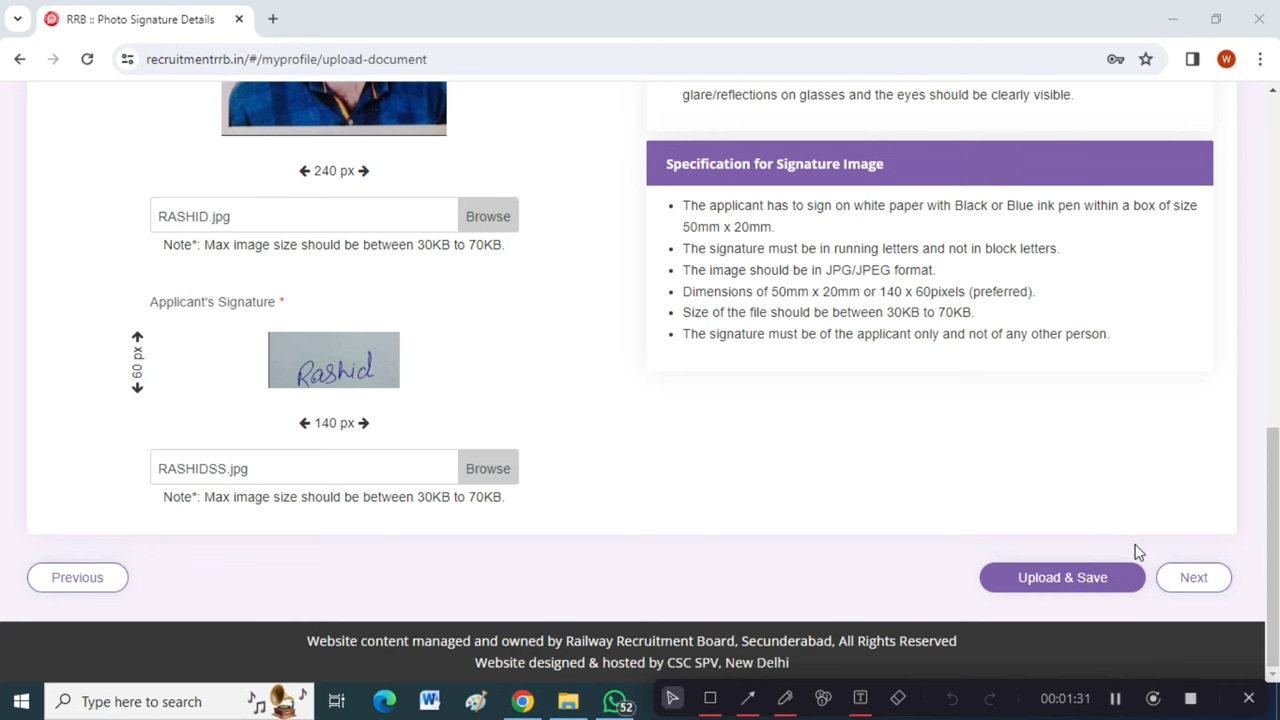 RRB :: Photo Signature Details
recruitmentrrb.in/#/myprofile/upload-document
W
240 px
RASHID.jpg
Browse
Note*: Max image size should be between 30KB to 70KB.
Applicant's Signature *
60 px
Rashid
140 px
RASHIDSS.jpg
Browse
Note*: Max image size should be between 30KB to 70KB.
glare/reflections on glasses and the eyes should be clearly visible.
Specification for Signature Image
The applicant has to sign on white paper with Black or Blue ink pen within a box of size
50mm x 20mm.
The signature must be in running letters and not in block letters.
The image should be in JPG/JPEG format.
Dimensions of 50mm x 20mm or 140 x 60pixels (preferred).
Size of the file should be between 30KB to 70KB.
The signature must be of the applicant only and not of any other person.
Previous
Upload & Save
Next
Website content managed and owned by Railway Recruitment Board, Secunderabad, All Rights Reserved
Website designed & hosted by CSC SPV, New Delhi
Type here to search
W
52
T
00:01:31